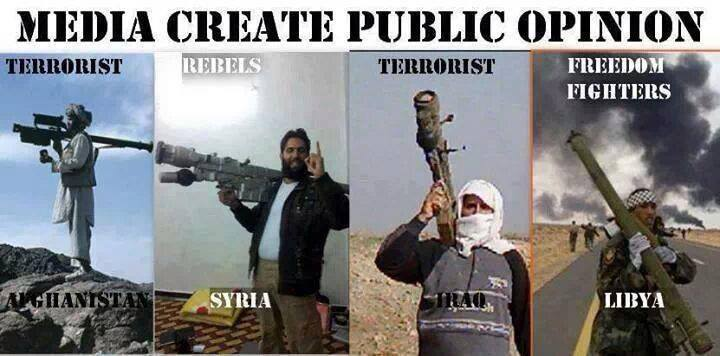 MEDIA CREATE PUBLIC OPINION
TERRORIST
AFGHANISTAN
REBELS
SYRIA
TERRORIST
IRAQ
FREEDOM
FIGHTERS
LIBYA